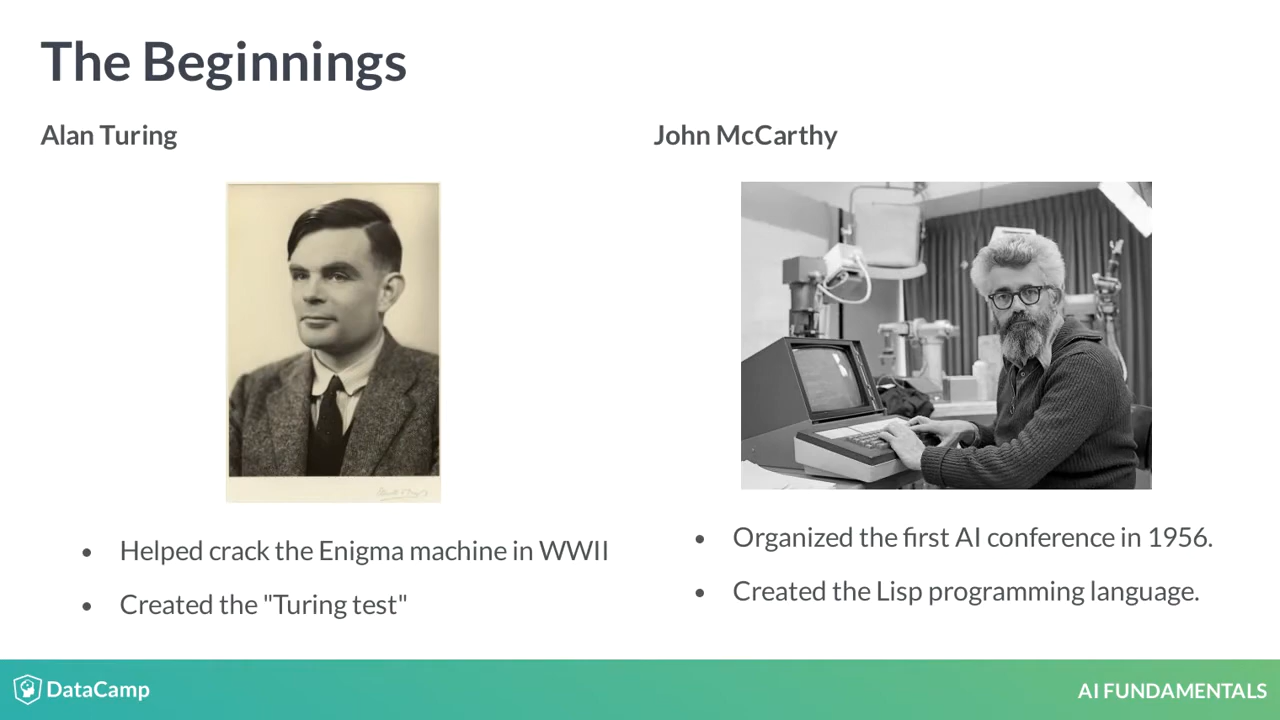 The Beginnings
Alan Turing
Helped crack the Enigma machine in WWII
Created the "Turing test"
John McCarthy
Organized the first AI conference in 1956.
Created the Lisp programming language.
DataCamp
AI FUNDAMENTALS